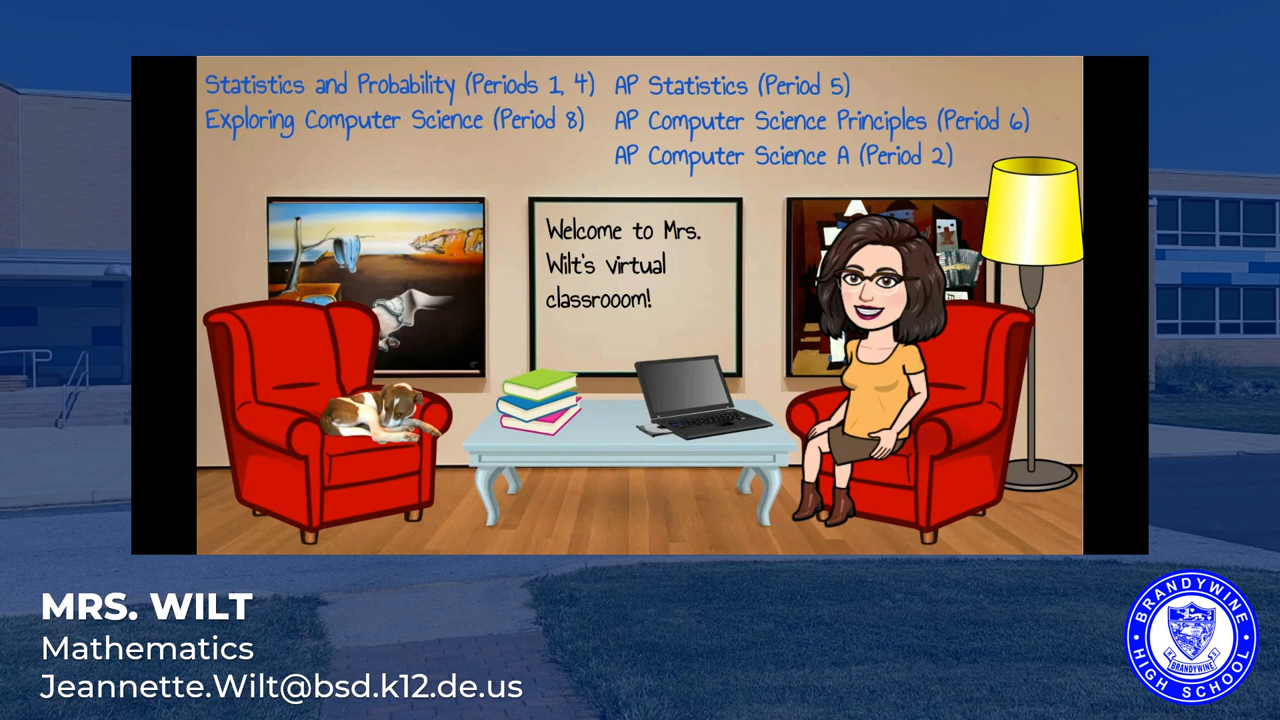 Statistics and Probability (Periods 1, 4)
Exploring Computer Science (Period 8)
AP Statistics (Period 5)
AP Computer Science Principles (Period 6)
AP Computer Science A (Period 2)
Welcome to Mrs.
Wilt's virtual
classrooom!
MRS. WILT
Mathematics
Jeannette.Wilt@bsd.k12.de.us
BRANDYWINE
BRANDYWINE
HIGH SCHOOL